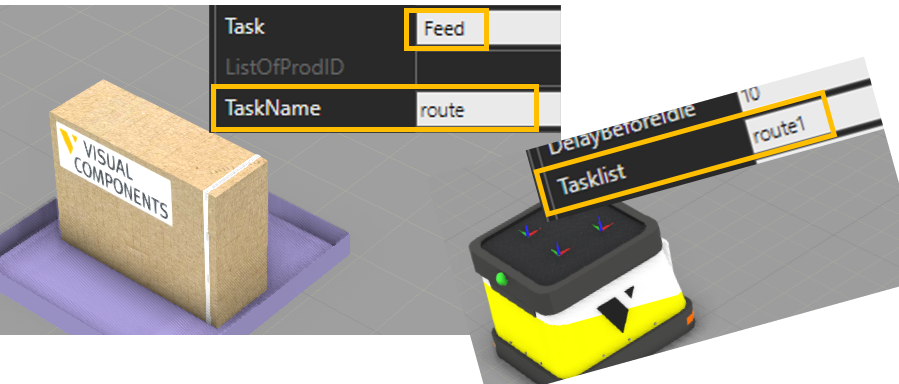 Task
Feed
ListOfProdID
TaskName
route
VISUAL
COMPONENTS
10
DelayBeforeIdle
route1
Tasklist